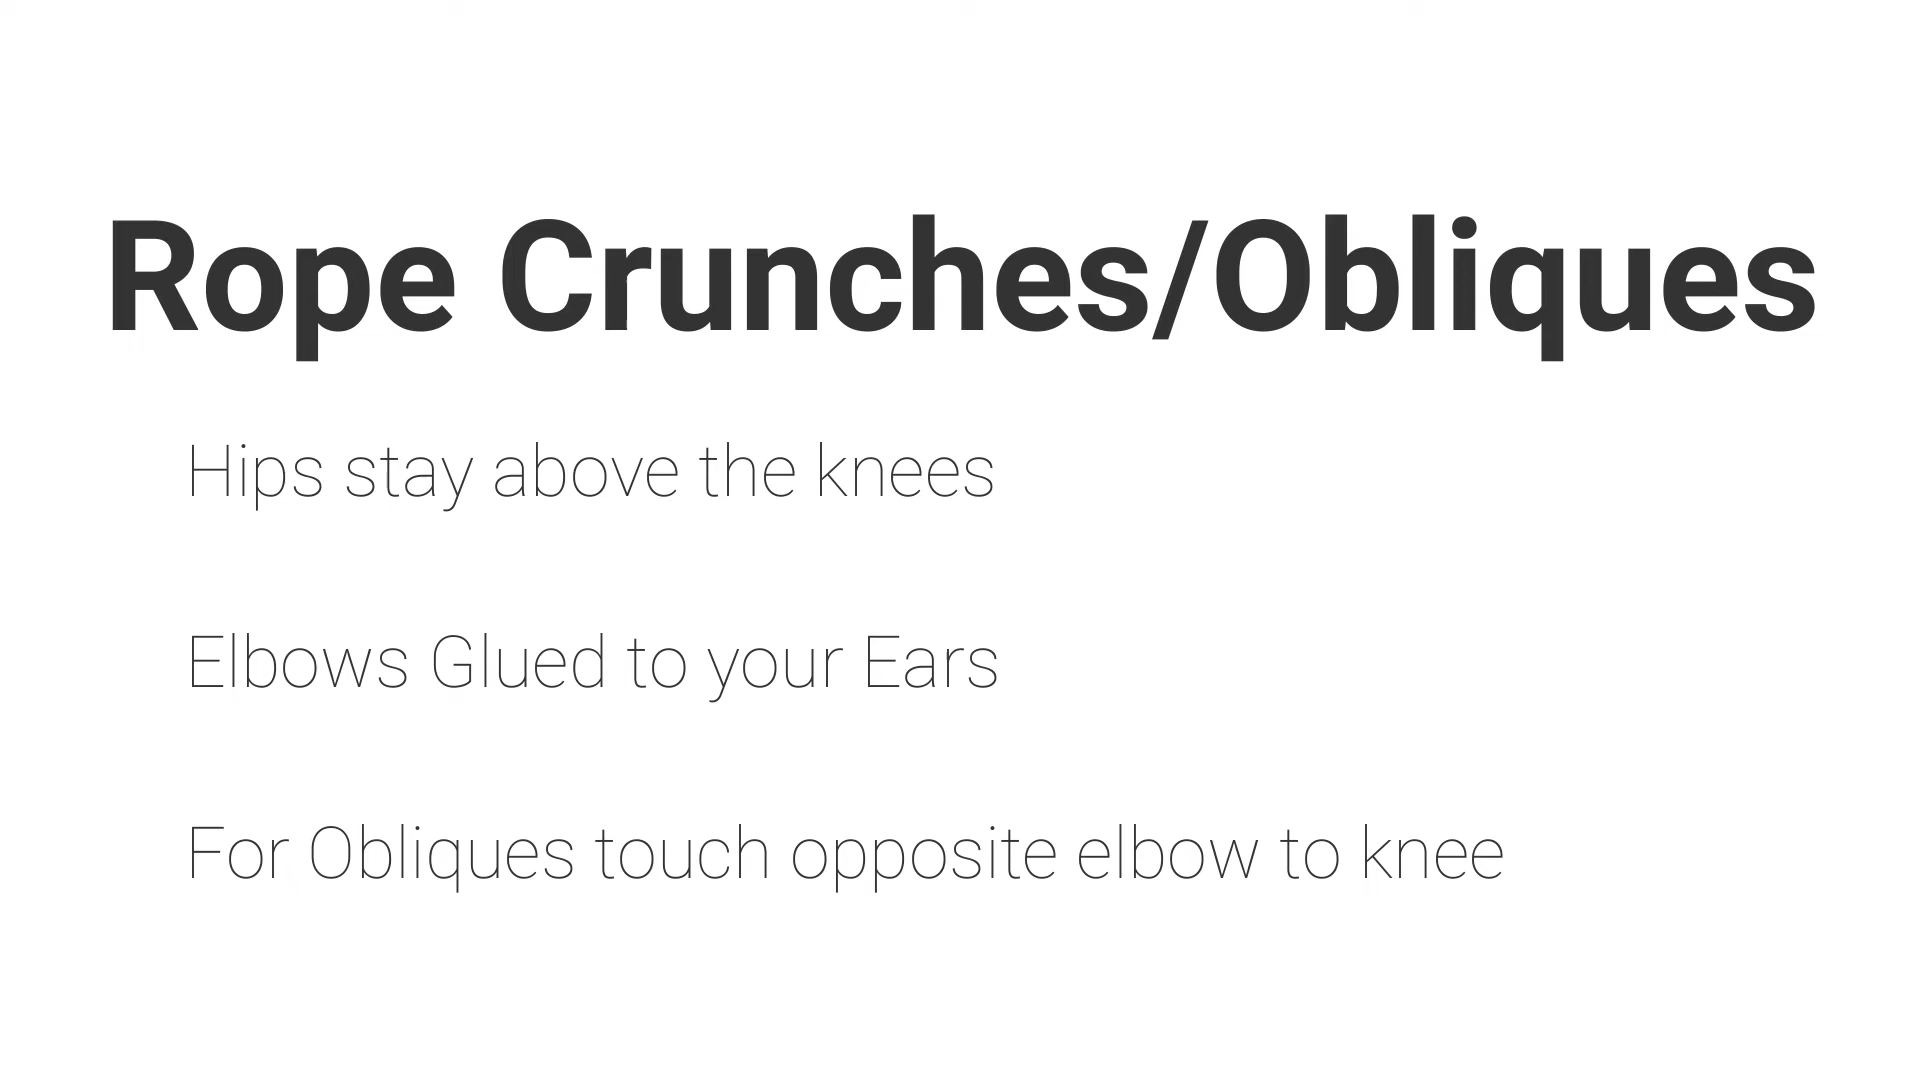 Rope Crunches/Obliques
Hips stay above the knees
Elbows Glued to your Ears
For Obliques touch opposite elbow to knee